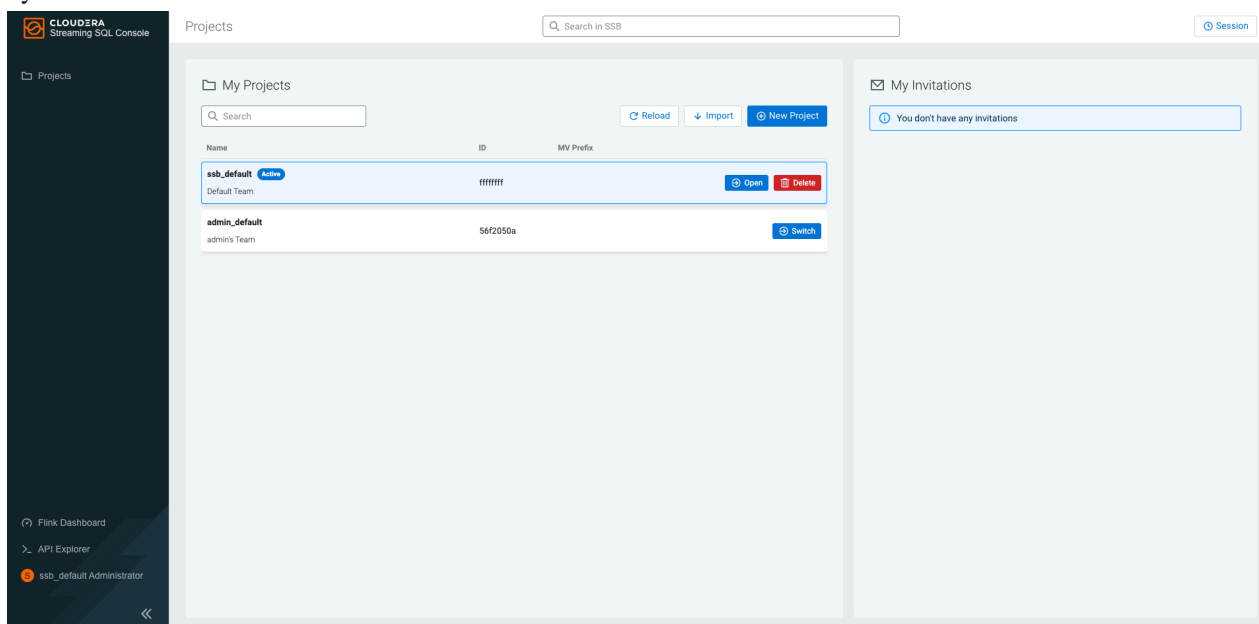 CLOUDERA
Streaming SQL Console
Projects
Search in SSB
Session
Projects
My Projects
Search
Reload
Import
New Project
Name ID MV Prefix
ssb_default Active
Default Team
ffffffff
Open
Delete
admin_default
admin's Team
56f2050a
Switch
My Invitations
You don't have any invitations
Flink Dashboard
API Explorer
S ssb_default Administrator